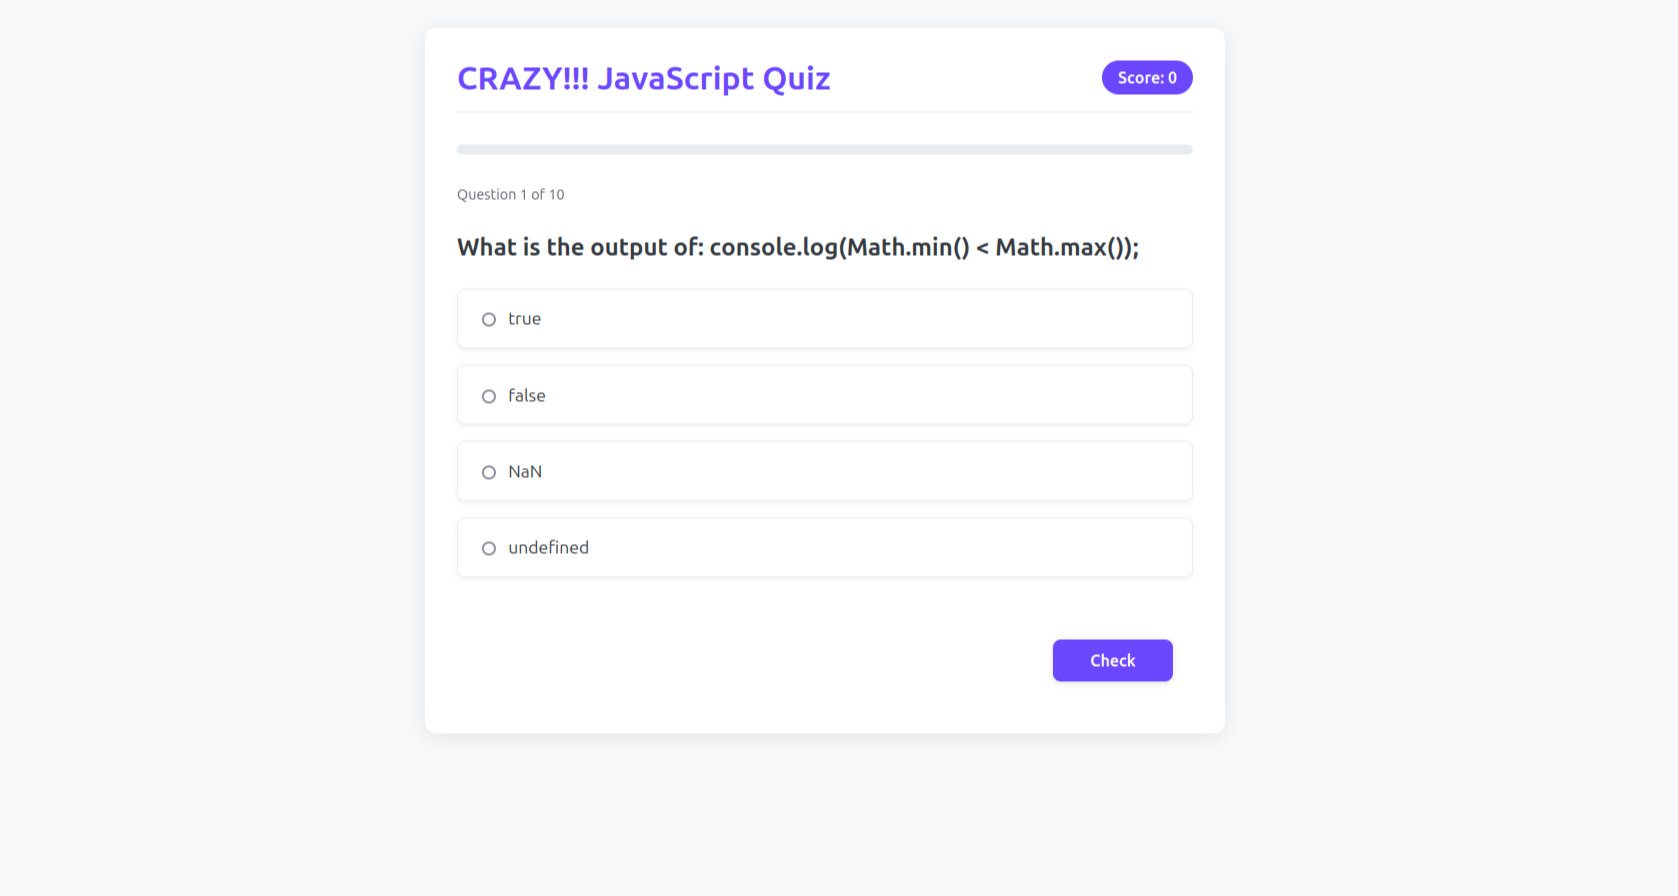 CRAZY!!! JavaScript Quiz
Score: 0
Question 1 of 10
What is the output of: console.log(Math.min() < Math.max());
true
false
NaN
undefined
Check